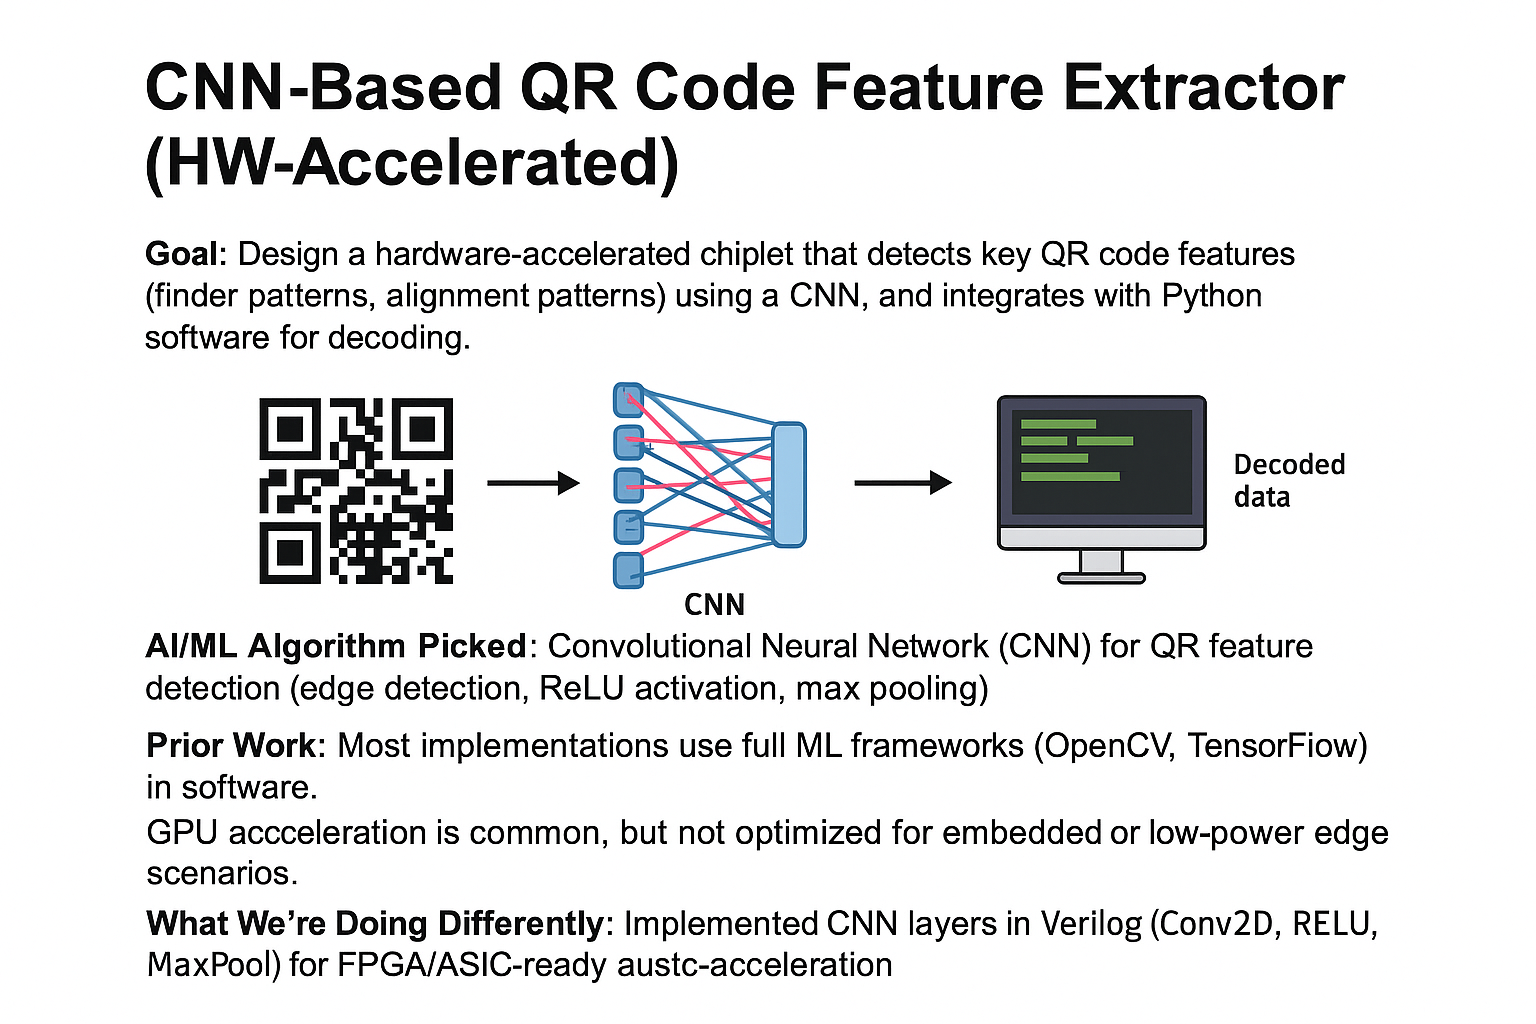 CNN-Based QR Code Feature Extractor
(HW-Accelerated)
Goal: Design a hardware-accelerated chiplet that detects key QR code features
(finder patterns, alignment patterns) using a CNN, and integrates with Python
software for decoding.
Decoded
data
CNN
AI/ML Algorithm Picked: Convolutional Neural Network (CNN) for QR feature
detection (edge detection, ReLU activation, max pooling)
Prior Work: Most implementations use full ML frameworks (OpenCV, TensorFiow)
in software.
GPU accceleration is common, but not optimized for embedded or low-power edge
scenarios.
What We’re Doing Differently: Implemented CNN layers in Verilog (Conv2D, RELU,
MaxPool) for FPGA/ASIC-ready austc-acceleration